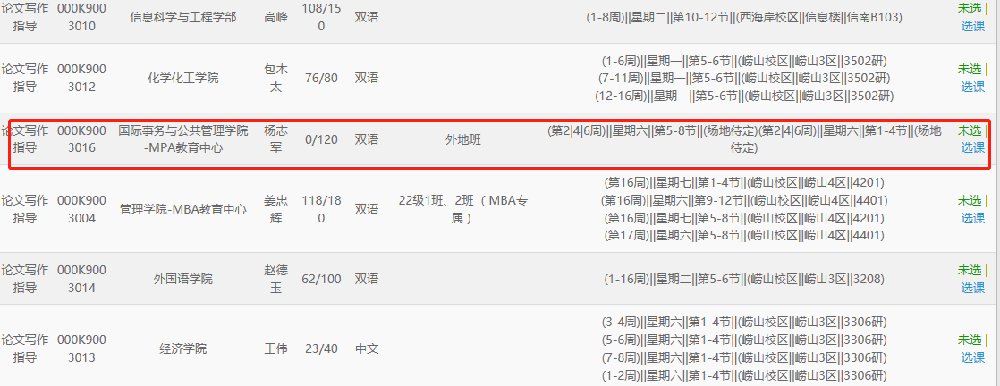 论文写作指导 000K9003010 信息科学与工程学部 高峰 108/150 双语 (1-8周)||星期二||第10-12节||(西海岸校区||信息楼||信南B103) 未选 | 选课
论文写作指导 000K9003012 化学化工学院 包木太 76/80 双语 (1-6周)||星期一||第5-6节||(崂山校区||崂山3区||3502研)
(7-11周)||星期一||第5-6节||(崂山校区||崂山3区||3502研)
(12-16周)||星期一||第5-6节||(崂山校区||崂山3区||3502研) 未选 | 选课
论文写作指导 000K9003016 国际事务与公共管理学院-MPA教育中心 杨志军 0/120 双语 外地班 (第2|4|6周)||星期六||第5-8节||(场地待定)(第2|4|6周)||星期六||第1-4节||(场地待定) 未选 | 选课
论文写作指导 000K9003004 管理学院-MBA教育中心 姜忠辉 118/180 双语 22级1班、2班（MBA专属） (第16周)||星期七||第1-4节||(崂山校区||崂山4区||4201)
(第16周)||星期六||第9-12节||(崂山校区||崂山4区||4401)
(第16周)||星期七||第5-8节||(崂山校区||崂山4区||4201)
(第17周)||星期六||第5-8节||(崂山校区||崂山4区||4401) 未选 | 选课
论文写作指导 000K9003014 外国语学院 赵德玉 62/100 双语 (1-16周)||星期二||第5-6节||(崂山校区||崂山3区||3208) 未选 | 选课
论文写作指导 000K9003013 经济学院 王伟 23/40 中文 (3-4周)||星期六||第1-4节||(崂山校区||崂山3区||3306研)
(5-6周)||星期六||第1-4节||(崂山校区||崂山3区||3306研)
(7-8周)||星期六||第1-4节||(崂山校区||崂山3区||3306研)
(1-2周)||星期六||第1-4节||(崂山校区||崂山3区||3306研) 未选 | 选课